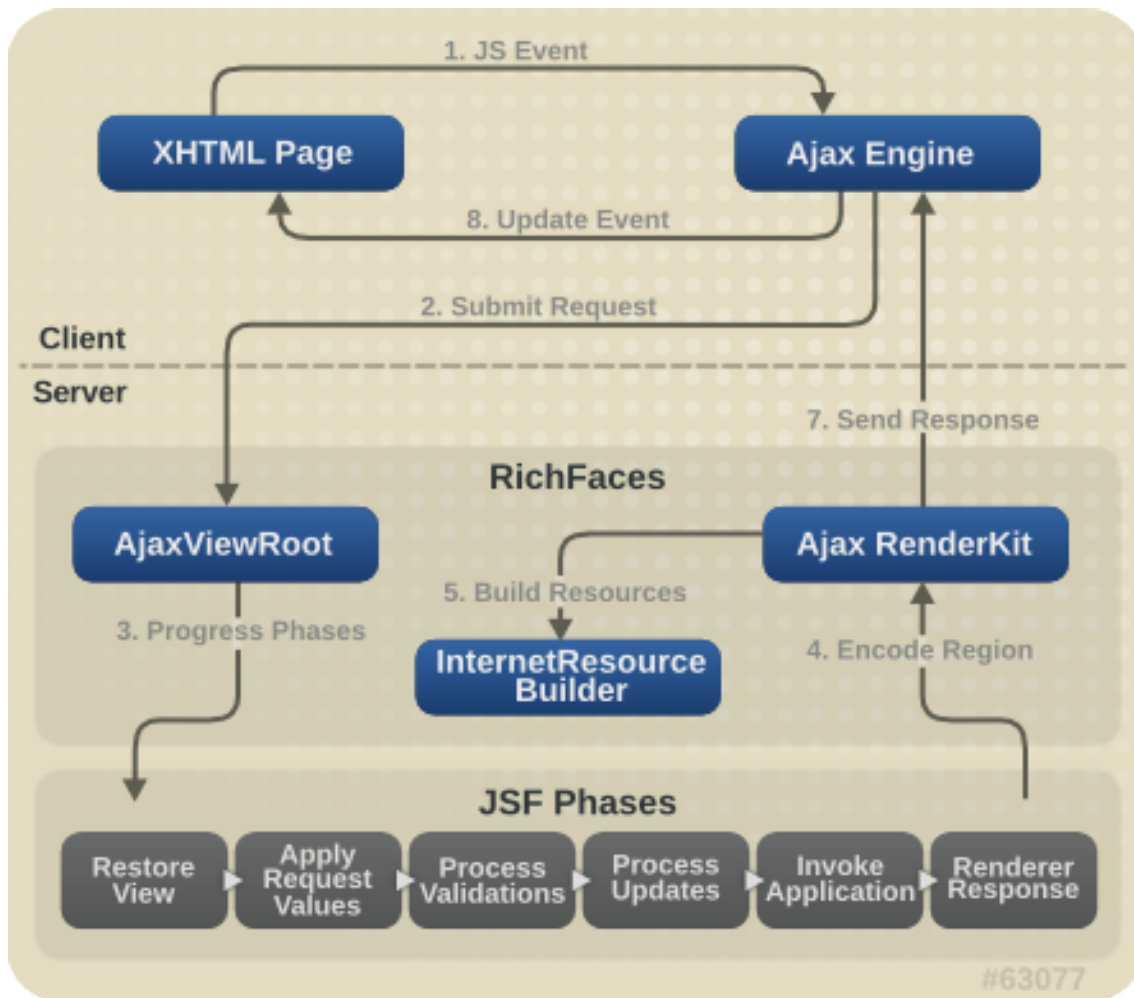 1. JS Event
XHTML Page
Ajax Engine
8. Update Event
2. Submit Request
Client
Server
7. Send Response
RichFaces
AjaxViewRoot
Ajax RenderKit
5. Build Resources
3. Progress Phases
4. Encode Region
InternetResource
Builder
JSF Phases
Restore
View
Apply
Request
Values
Process
Validations
Process
Updates
Invoke
Application
Renderer
Response
#63077